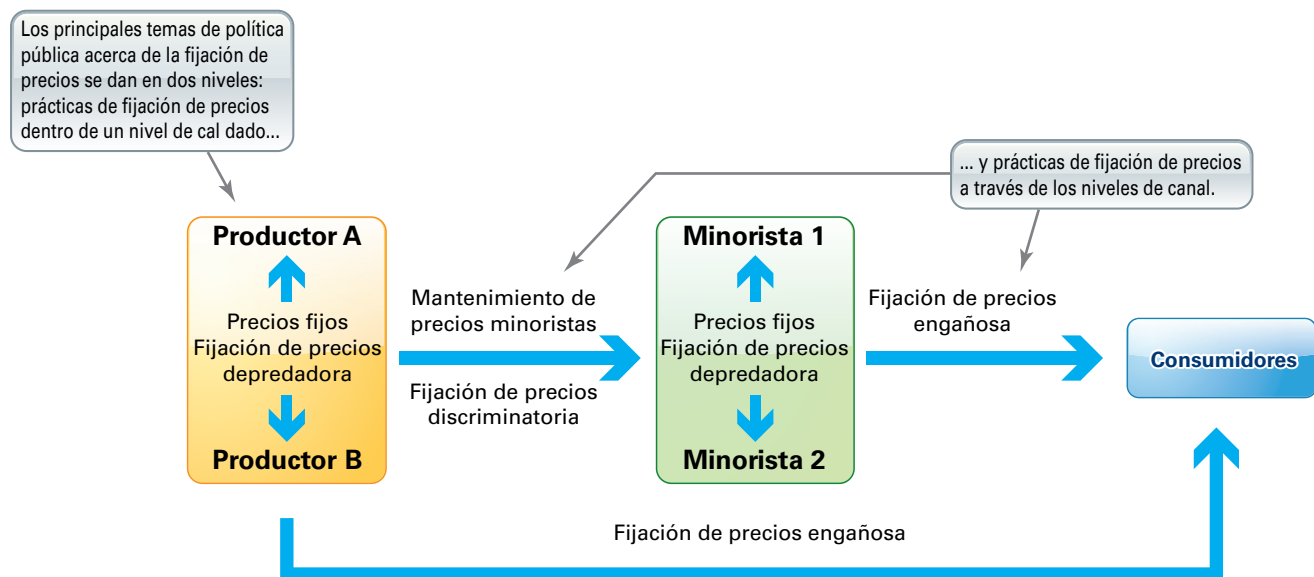 Los principales temas de política
pública acerca de la fijación de
precios se dan en dos niveles:
prácticas de fijación de precios
dentro de un nivel de cal dado...
... y prácticas de fijación de precios
a través de los niveles de canal.
Productor A
Precios fijos
Fijación de precios
depredadora
Productor B
Mantenimiento de
precios minoristas
Fijación de precios
discriminatoria
Minorista 1
Precios fijos
Fijación de precios
depredadora
Minorista 2
Fijación de precios
engañosa
Consumidores
Fijación de precios engañosa